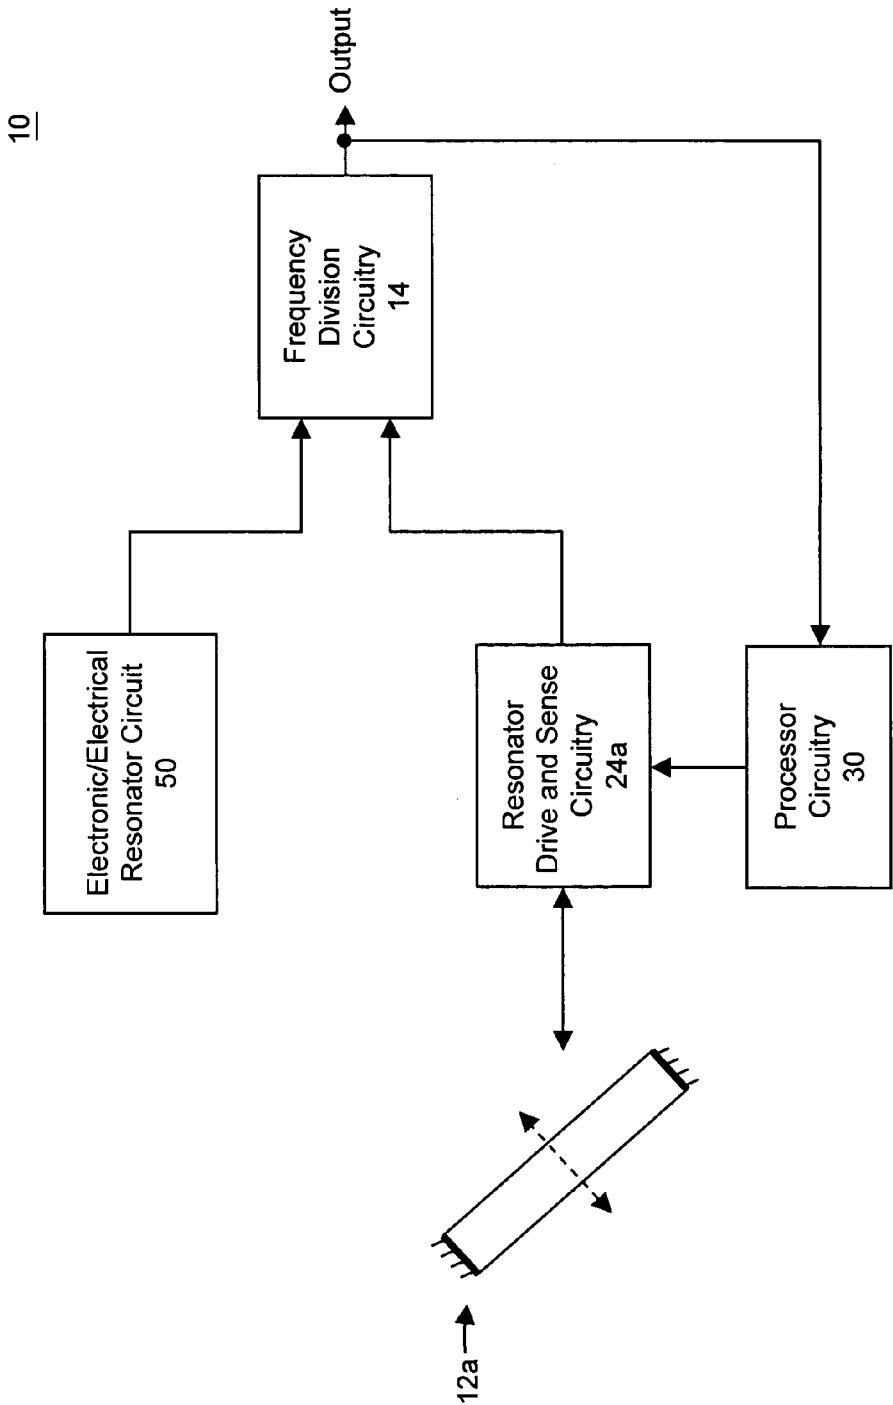 10
Electronic/Electrical
Resonator Circuit
50
Frequency
Division
Circuitry
14
Output
12a
Resonator
Drive and Sense
Circuitry
24a
Processor
Circuitry
30